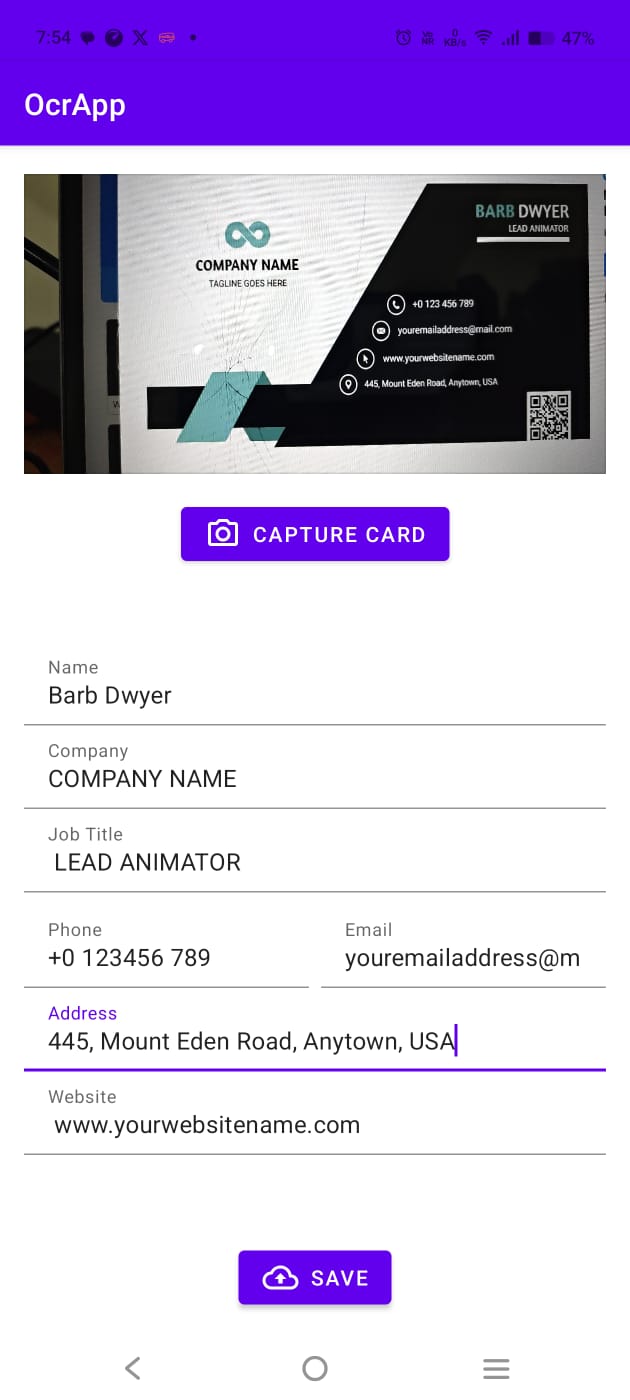 7:54
47%
OcrApp
COMPANY NAME
TAGLINE GOES HERE
BARB DWYER
LEAD ANIMATOR
+0 123 456 789
youremailaddress@mail.com
www.yourwebsitename.com
445, Mount Eden Road, Anytown, USA
CAPTURE CARD
Name
Barb Dwyer
Company
COMPANY NAME
Job Title
LEAD ANIMATOR
Phone
+0 123456 789
Email
youremailaddress@m
Address
445, Mount Eden Road, Anytown, USA
Website
www.yourwebsitename.com
SAVE